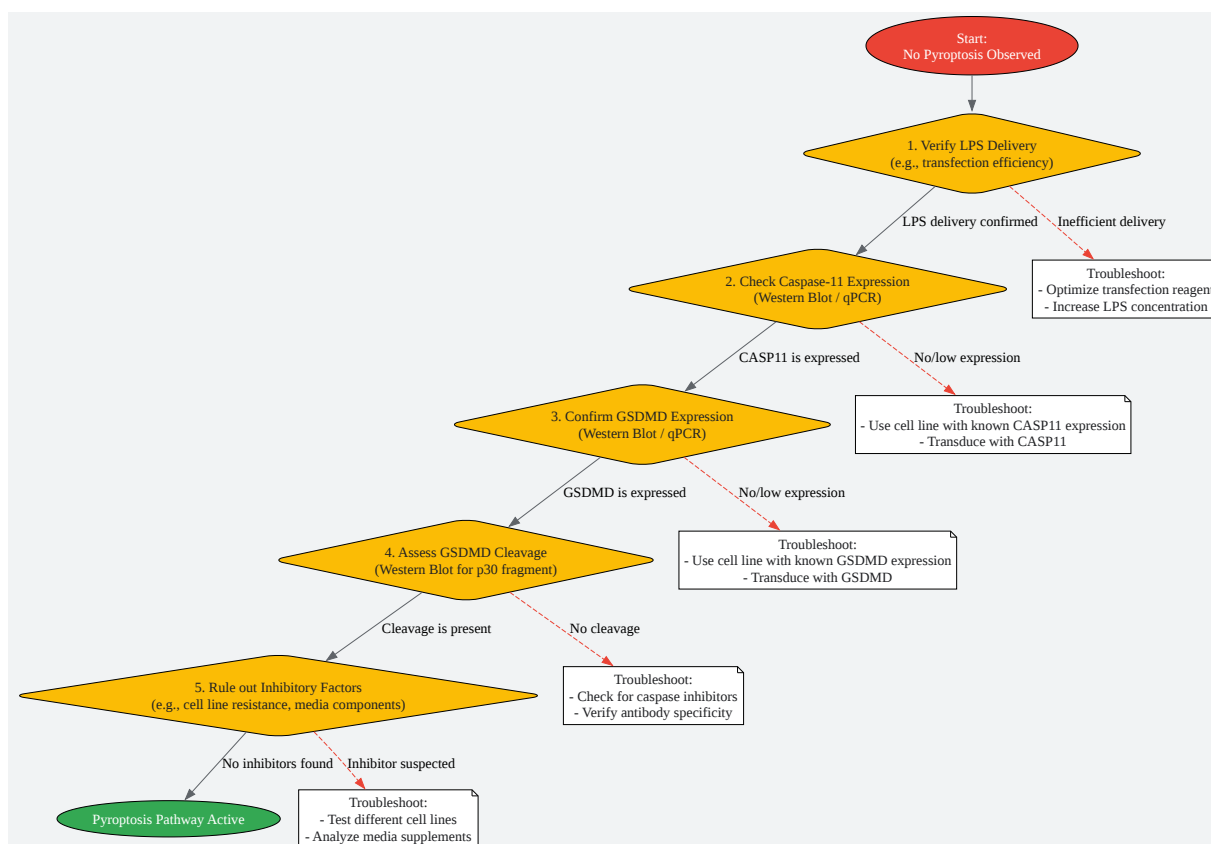 Start:
No Pyroptosis Observed
1. Verify LPS Delivery
(e.g., transfection efficiency)
LPS delivery confirmed
Inefficient delivery
2. Check Caspase-11 Expression
(Western Blot / qPCR)
Troubleshoot:
- Optimize transfection reagent
- Increase LPS concentration
CASP11 is expressed
No/low expression
3. Confirm GSDMD Expression
(Western Blot / qPCR)
Troubleshoot:
- Use cell line with known CASP11 expression
- Transduce with CASP11
GSDMD is expressed
No/low expression
4. Assess GSDMD Cleavage
(Western Blot for p30 fragment)
Troubleshoot:
- Use cell line with known GSDMD expression
- Transduce with GSDMD
Cleavage is present
No cleavage
5. Rule out Inhibitory Factors
(e.g., cell line resistance, media components)
Troubleshoot:
- Check for caspase inhibitors
- Verify antibody specificity
No inhibitors found
Inhibitor suspected
Pyroptosis Pathway Active
Troubleshoot:
- Test different cell lines
- Analyze media supplements